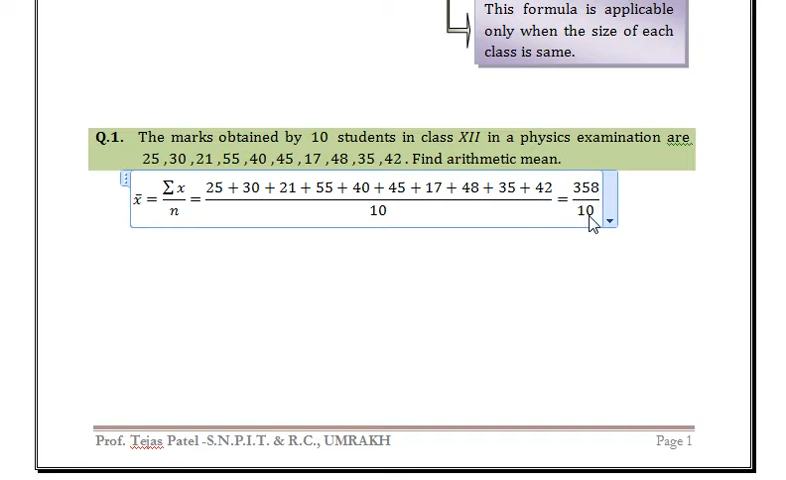 This formula is applicable
only when the size of each
class is same.
Q.1. The marks obtained by 10 students in class XII in a physics examination are
25 ,30 ,21 ,55 ,40 ,45 ,17 ,48 ,35 ,42 . Find arithmetic mean.
x̄ = ∑ x / n = 25 + 30 + 21 + 55 + 40 + 45 + 17 + 48 + 35 + 42 / 10 = 358 / 10
Prof. Tejas Patel -S.N.P.I.T. & R.C., UMRAKH Page 1